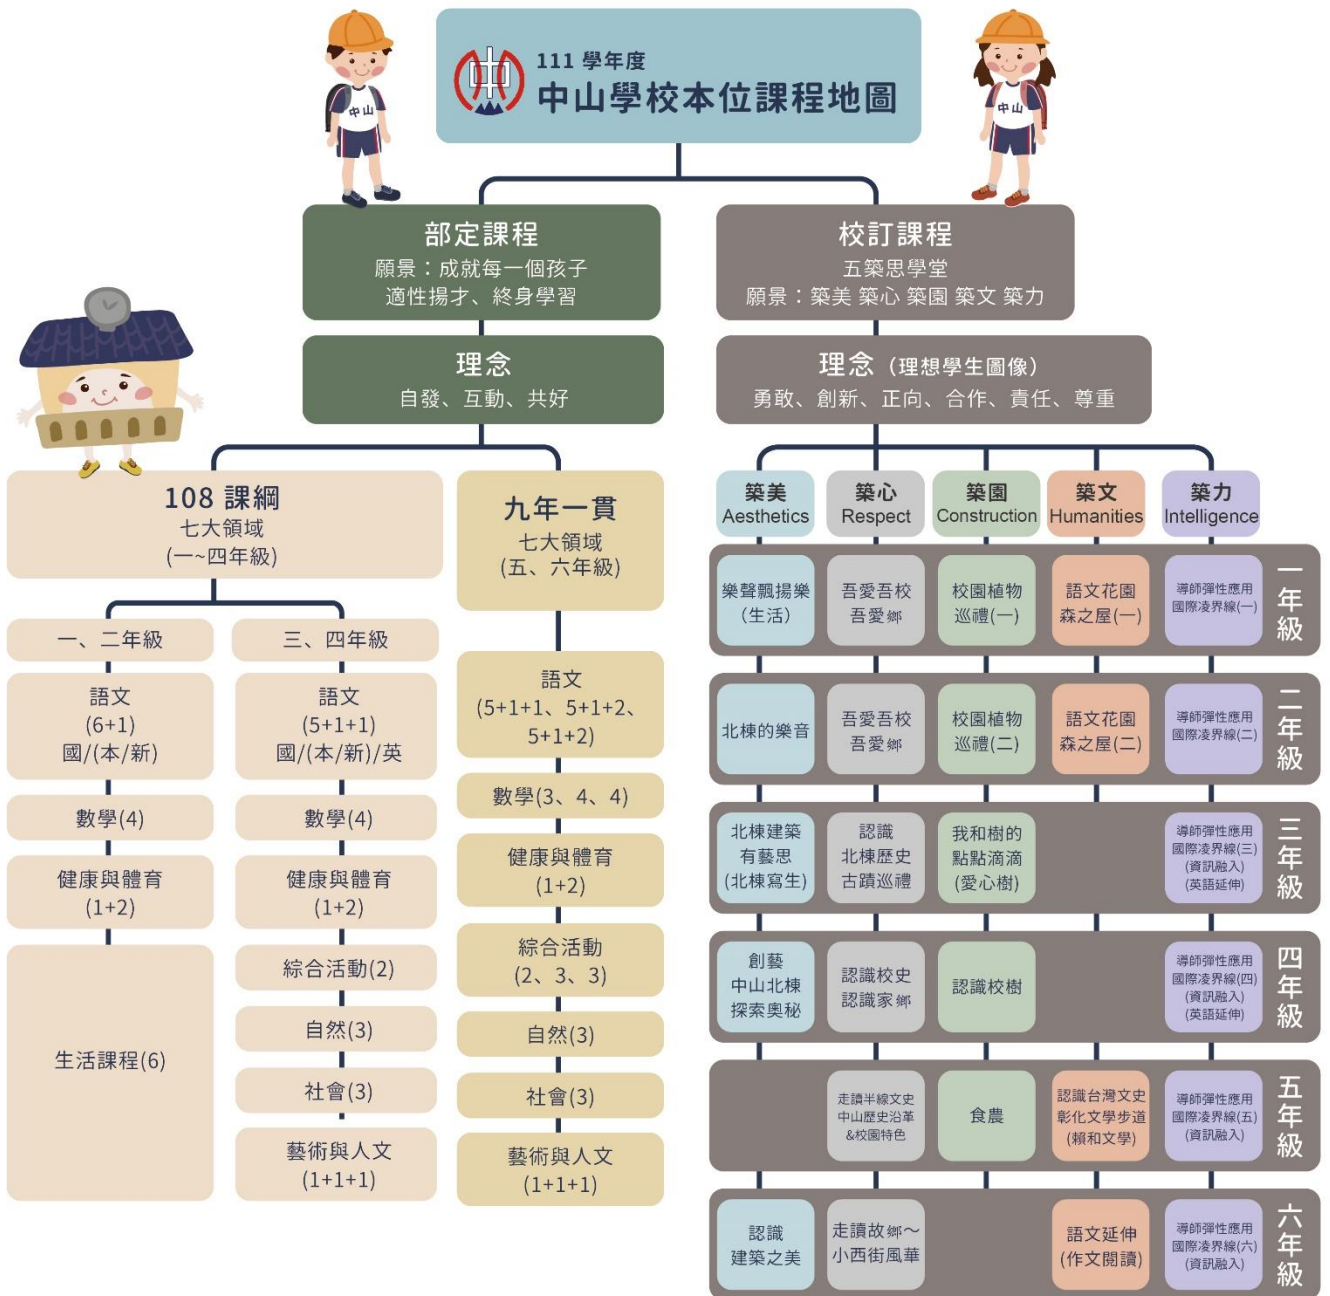 中
111 學年度
中山學校本位課程地圖
中山
中山
部定課程
願景：成就每一個孩子
適性揚才、終身學習
理念
自發、互動、共好
校訂課程
五築思學堂
願景：築美 築心 築園 築文 築力
理念（理想學生圖像）
勇敢、創新、正向、合作、責任、尊重
108 課綱
七大領域
(一~四年級)
一、二年級
語文
(6+1)
國/(本/新)
數學(4)
健康與體育
(1+2)
生活課程(6)
三、四年級
語文
(5+1+1)
國/(本/新)/英
數學(4)
健康與體育
(1+2)
綜合活動(2)
自然(3)
社會(3)
藝術與人文
(1+1+1)
九年一貫
七大領域
(五、六年級)
語文
(5+1+1、5+1+2、
5+1+2)
數學(3、4、4)
健康與體育
(1+2)
綜合活動
(2、3、3)
自然(3)
社會(3)
藝術與人文
(1+1+1)
築美
Aesthetics
築心
Respect
築園
Construction
築文
Humanities
築力
Intelligence
樂聲飄揚樂
（生活）
吾愛吾校
吾愛鄉
校園植物
巡禮(一)
語文花園
森之屋(一)
導師彈性應用
國際凌界線(一)
一年級
北棟的樂音
吾愛吾校
吾愛鄉
校園植物
巡禮(二)
語文花園
森之屋(二)
導師彈性應用
國際凌界線(二)
二年級
北棟建築
有藝思
(北棟寫生)
認識
北棟歷史
古蹟巡禮
我和樹的
點點滴滴
(愛心樹)
導師彈性應用
國際凌界線(三)
(資訊融入)
(英語延伸)
三年級
創藝
中山北棟
探索奧秘
認識校史
認識家鄉
認識校樹
導師彈性應用
國際凌界線(四)
(資訊融入)
(英語延伸)
四年級
走讀半線文史
中山歷史沿革
&校園特色
食農
認識台灣文史
彰化文學步道
(賴和文學)
導師彈性應用
國際凌界線(五)
(資訊融入)
五年級
認識
建築之美
走讀故鄉～
小西街風華
語文延伸
(作文閱讀)
導師彈性應用
國際凌界線(六)
(資訊融入)
六年級